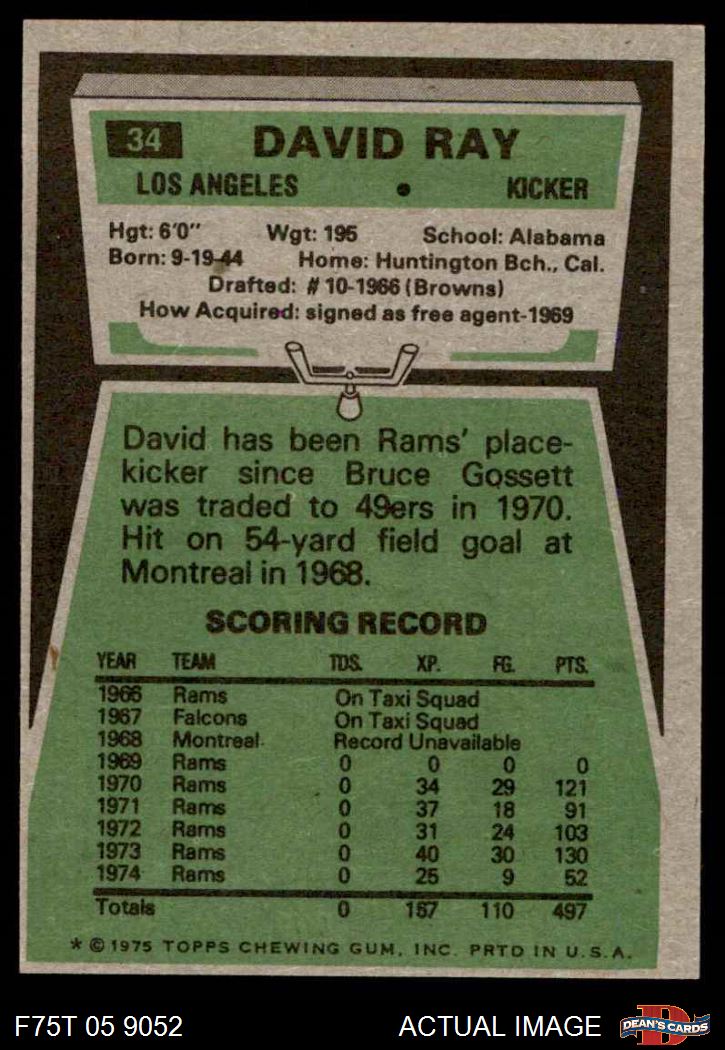 34 DAVID RAY
LOS ANGELES • KICKER
Hgt: 6'0" Wgt: 195 School: Alabama
Born: 9-19-44 Home: Huntington Bch., Cal.
Drafted: #10-1966 (Browns)
How Acquired: signed as free agent-1969
David has been Rams' place-
kicker since Bruce Gossett
was traded to 49ers in 1970.
Hit on 54-yard field goal at
Montreal in 1968.
SCORING RECORD
YEAR TEAM TDS. XP. FG. PTS.
1966 Rams On Taxi Squad
1967 Falcons On Taxi Squad
1968 Montreal Record Unavailable
1969 Rams 0 0 0 0
1970 Rams 0 34 29 121
1971 Rams 0 37 18 91
1972 Rams 0 31 24 103
1973 Rams 0 40 30 130
1974 Rams 0 25 9 52
Totals 0 167 110 497
* © 1975 TOPPS CHEWING GUM, INC. PRTD IN U.S.A.
F75T 05 9052 ACTUAL IMAGE D DEAN'S CARDS